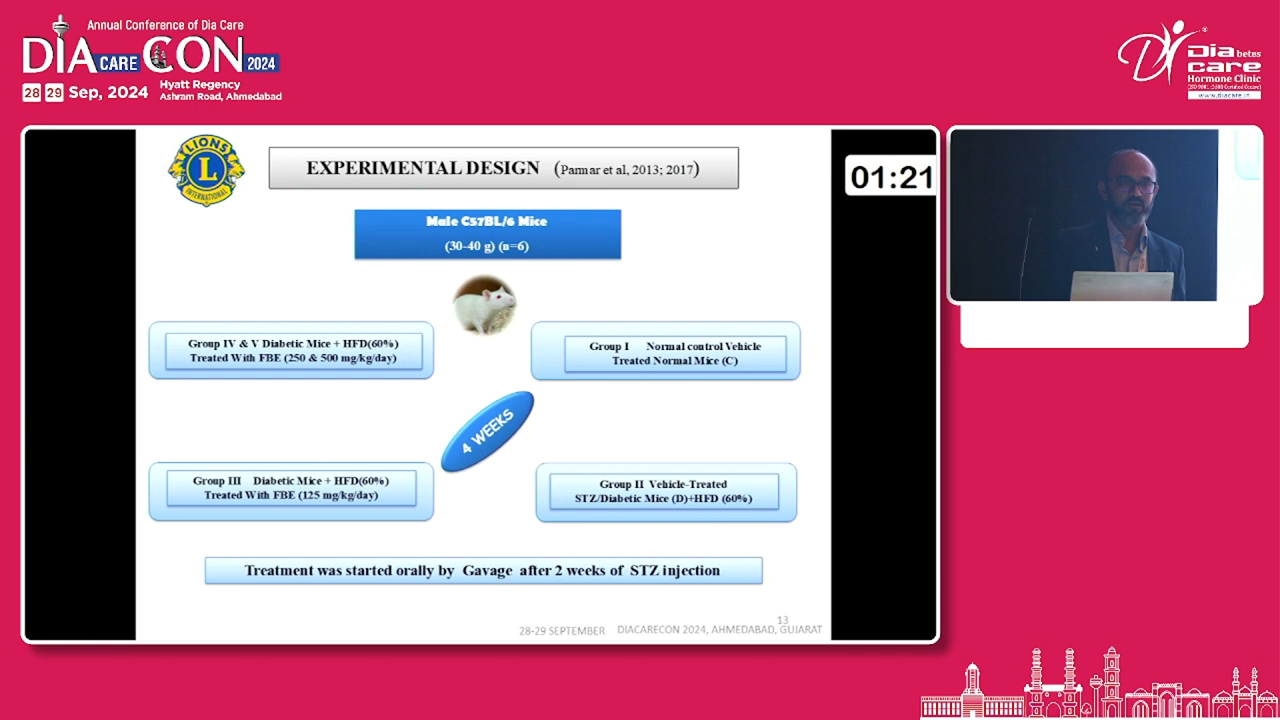 Annual Conference of Dia Care
DIA CARE CON 2024
28 29 Sep, 2024
Hyatt Regency
Ashram Road, Ahmedabad
Diabetes
care
Hormone Clinic
www.diacare.in
LIONS
L
INTERNATIONAL
EXPERIMENTAL DESIGN (Parmar et al, 2013; 2017)
01:21
Male C57BL/6 Mice
(30-40 g) (n=6)
Group IV & V Diabetic Mice + HFD(60%)
Treated With FBE (250 & 500 mg/kg/day)
Group I Normal control Vehicle
Treated Normal Mice (C)
4 WEEKS
Group III Diabetic Mice + HFD(60%)
Treated With FBE (125 mg/kg/day)
Group II Vehicle-Treated
STZ/Diabetic Mice (D)+HFD (60%)
Treatment was started orally by Gavage after 2 weeks of STZ injection
13
28-29 SEPTEMBER DIACARECON 2024, AHMEDABAD, GUJARAT